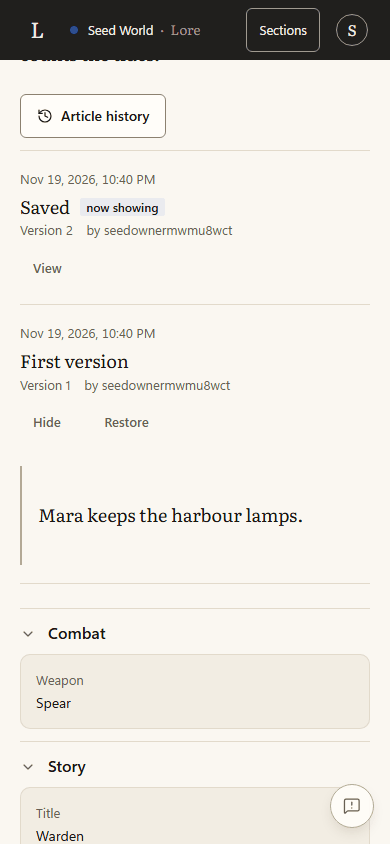 L
Seed World · Lore
Sections
S
Article history
Nov 19, 2026, 10:40 PM
Saved now showing
Version 2 by seedownermwmu8wct
View
Nov 19, 2026, 10:40 PM
First version
Version 1 by seedownermwmu8wct
Hide Restore
Mara keeps the harbour lamps.
Combat
Weapon
Spear
Story
Title
Warden